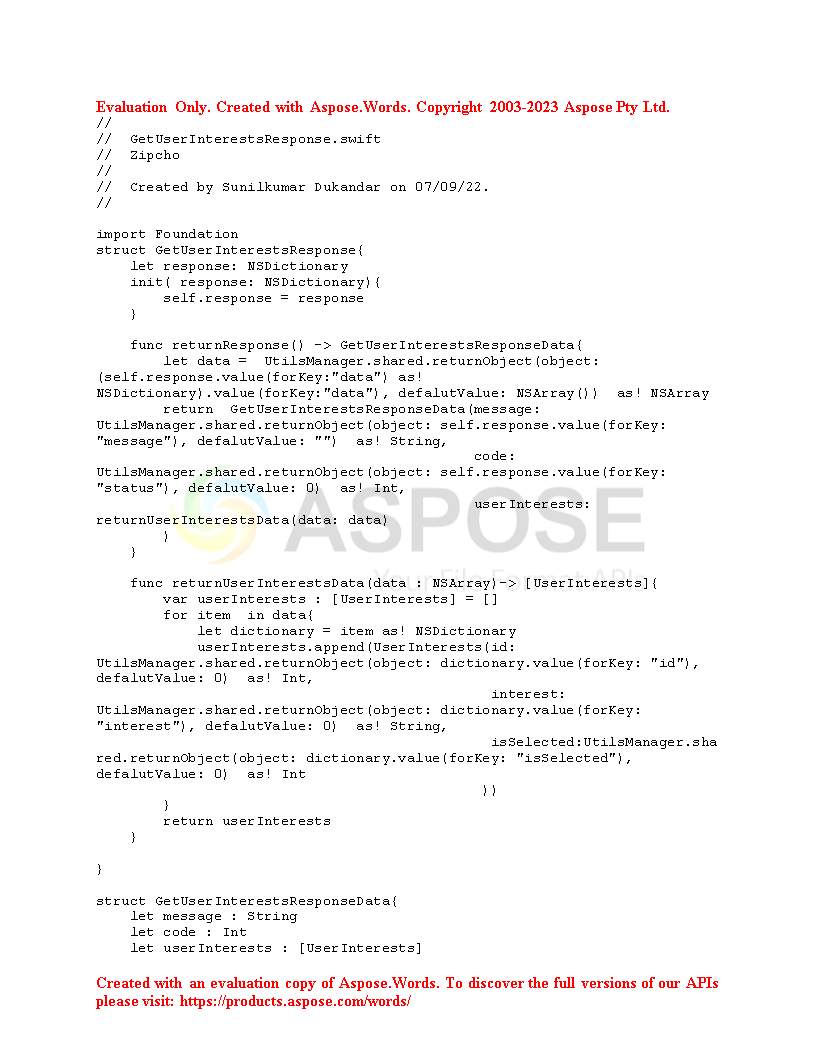 Evaluation Only. Created with Aspose.Words. Copyright 2003-2023 Aspose Pty Ltd.
//
//  GetUserInterestsResponse.swift
//  Zipcho
//
//  Created by Sunilkumar Dukandar on 07/09/22.
//

import Foundation
struct GetUserInterestsResponse{
    let response: NSDictionary
    init( response: NSDictionary){
        self.response = response
    }

    func returnResponse() -> GetUserInterestsResponseData{
        let data =  UtilsManager.shared.returnObject(object:
(self.response.value(forKey:"data") as!
NSDictionary).value(forKey:"data"), defalutValue: NSArray())  as! NSArray
        return  GetUserInterestsResponseData(message:
UtilsManager.shared.returnObject(object: self.response.value(forKey:
"message"), defalutValue: "")  as! String,
                                             code:
UtilsManager.shared.returnObject(object: self.response.value(forKey:
"status"), defalutValue: 0)  as! Int,
                                             userInterests:
returnUserInterestsData(data: data)
        )
    }
ASPOSE
Your File Format APIs

    func returnUserInterestsData(data : NSArray)-> [UserInterests]{
        var userInterests : [UserInterests] = []
        for item  in data{
            let dictionary = item as! NSDictionary
            userInterests.append(UserInterests(id:
UtilsManager.shared.returnObject(object: dictionary.value(forKey: "id"),
defalutValue: 0)  as! Int,
                                               interest:
UtilsManager.shared.returnObject(object: dictionary.value(forKey:
"interest"), defalutValue: 0)  as! String,
                                               isSelected:UtilsManager.sha
red.returnObject(object: dictionary.value(forKey: "isSelected"),
defalutValue: 0)  as! Int
                                              ))
        }
        return userInterests
    }

}

struct GetUserInterestsResponseData{
    let message : String
    let code : Int
    let userInterests : [UserInterests]

Created with an evaluation copy of Aspose.Words. To discover the full versions of our APIs
please visit: https://products.aspose.com/words/